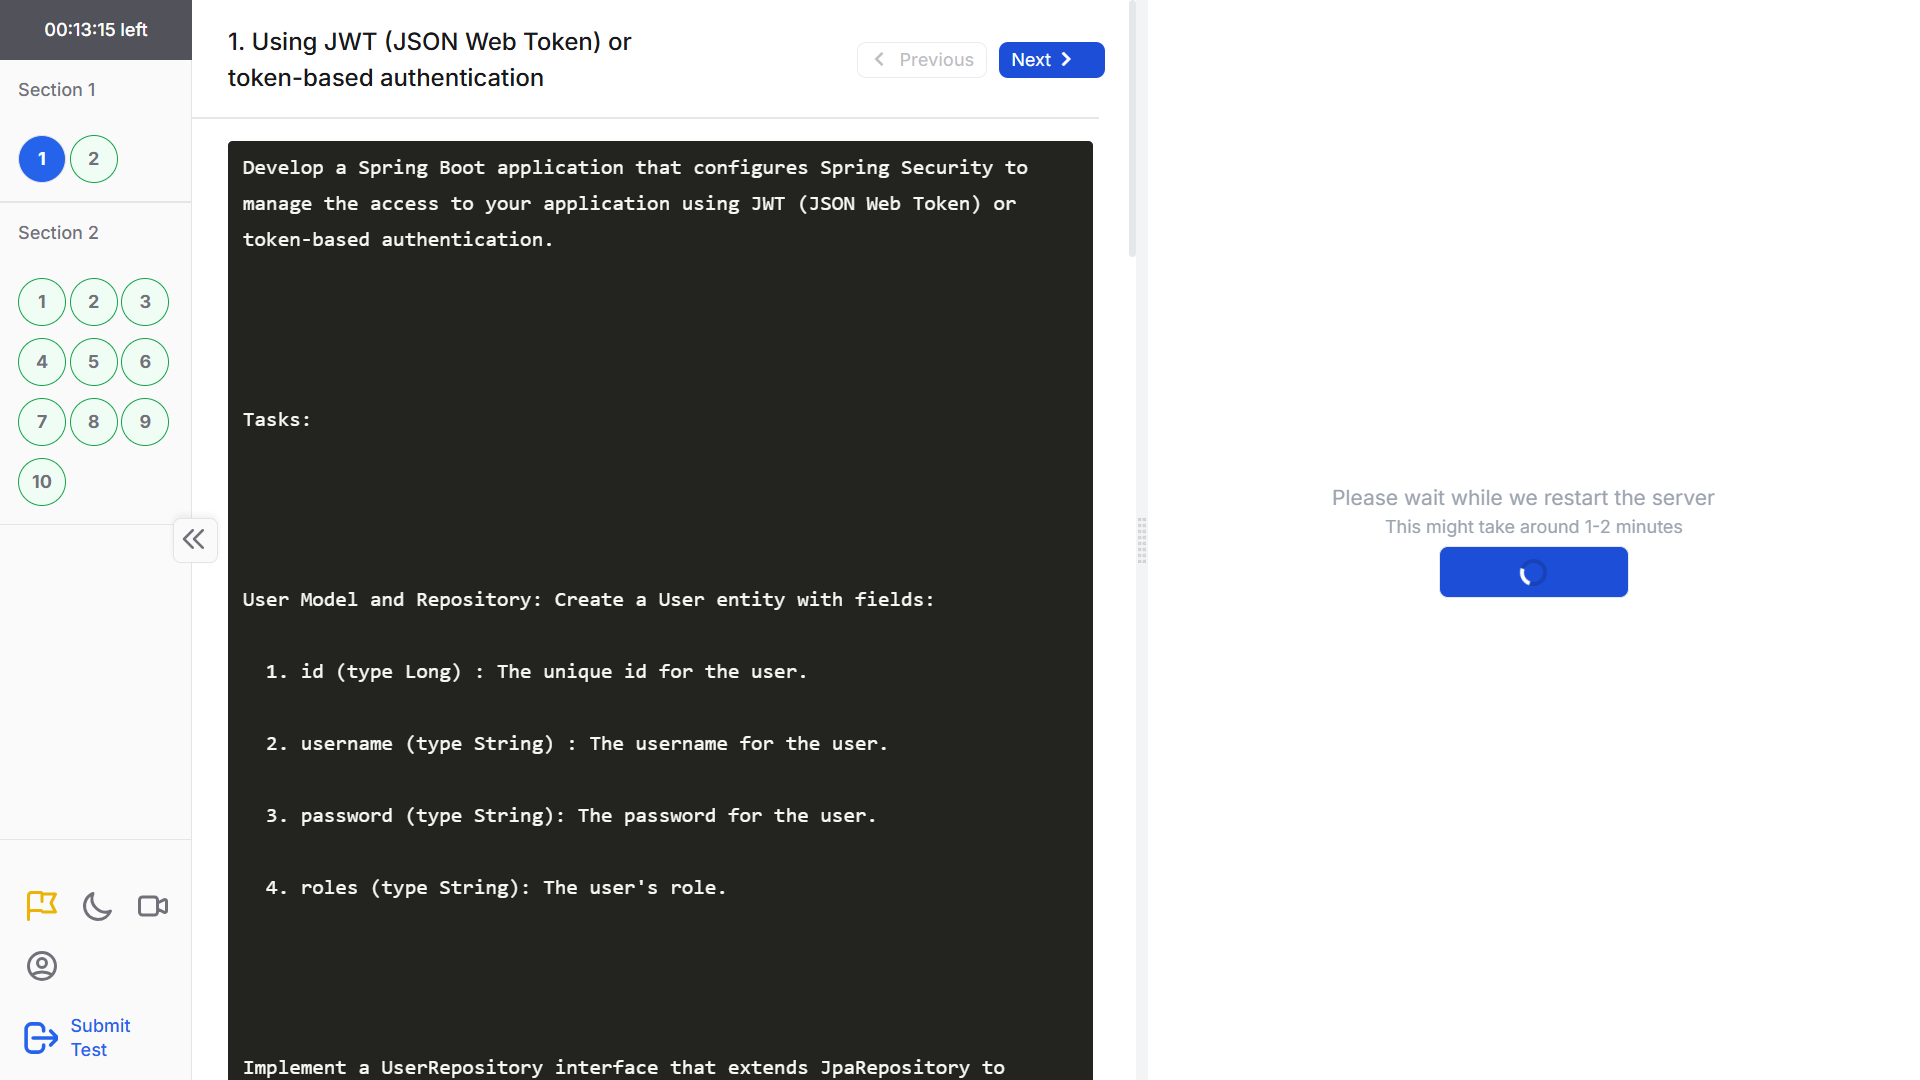 00:13:15 left
Section 1
1
2
Section 2
1
2
3
4
5
6
7
8
9
10
Submit
Test
1. Using JWT (JSON Web Token) or
token-based authentication
Previous
Next
Develop a Spring Boot application that configures Spring Security to
manage the access to your application using JWT (JSON Web Token) or
token-based authentication.
Tasks:
User Model and Repository: Create a User entity with fields:
1. id (type Long) : The unique id for the user.
2. username (type String) : The username for the user.
3. password (type String): The password for the user.
4. roles (type String): The user's role.
Implement a UserRepository interface that extends JpaRepository to
Please wait while we restart the server
This might take around 1-2 minutes